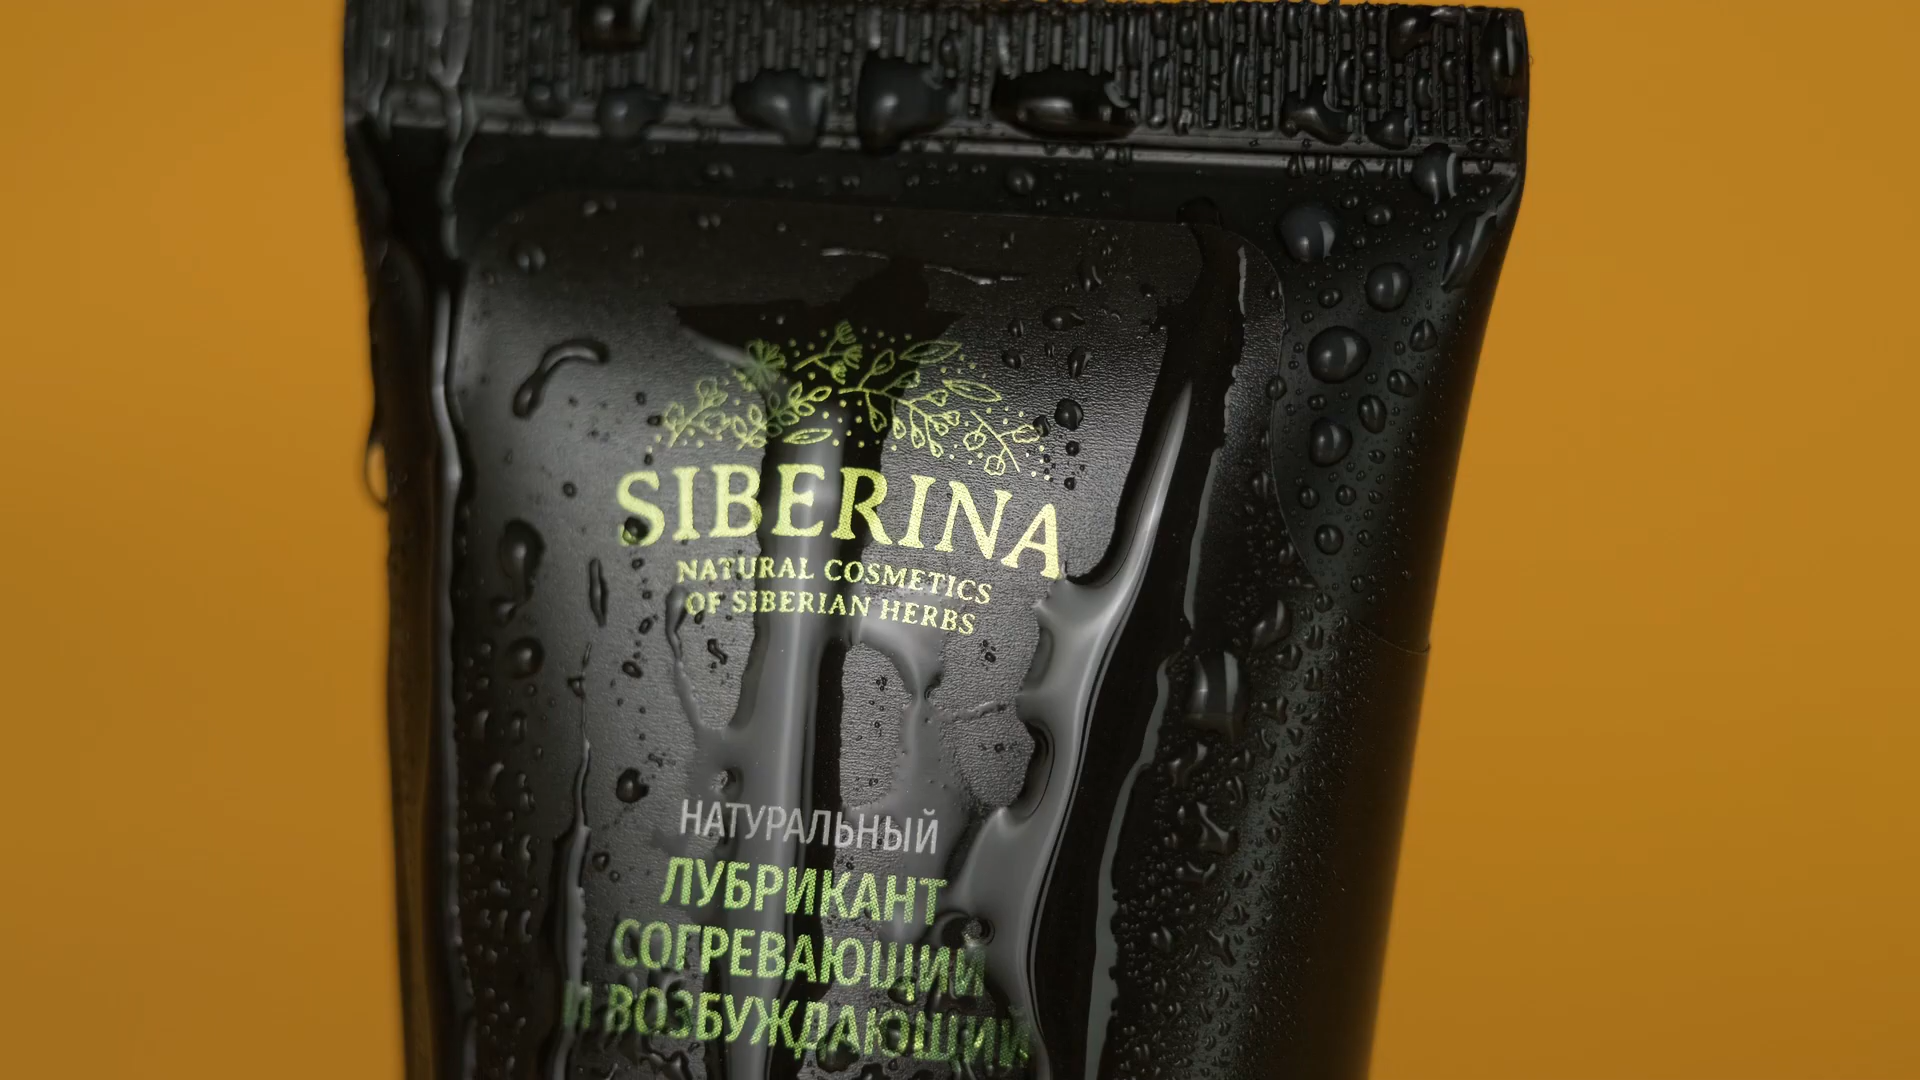 SIBERINA
NATURAL COSMETICS
OF SIBERIAN HERBS
НАТУРАЛЬНЫЙ
ЛУБРИКАНТ
СОГРЕВАЮЩИЙ
И ВОЗБУЖДАЮЩИЙ